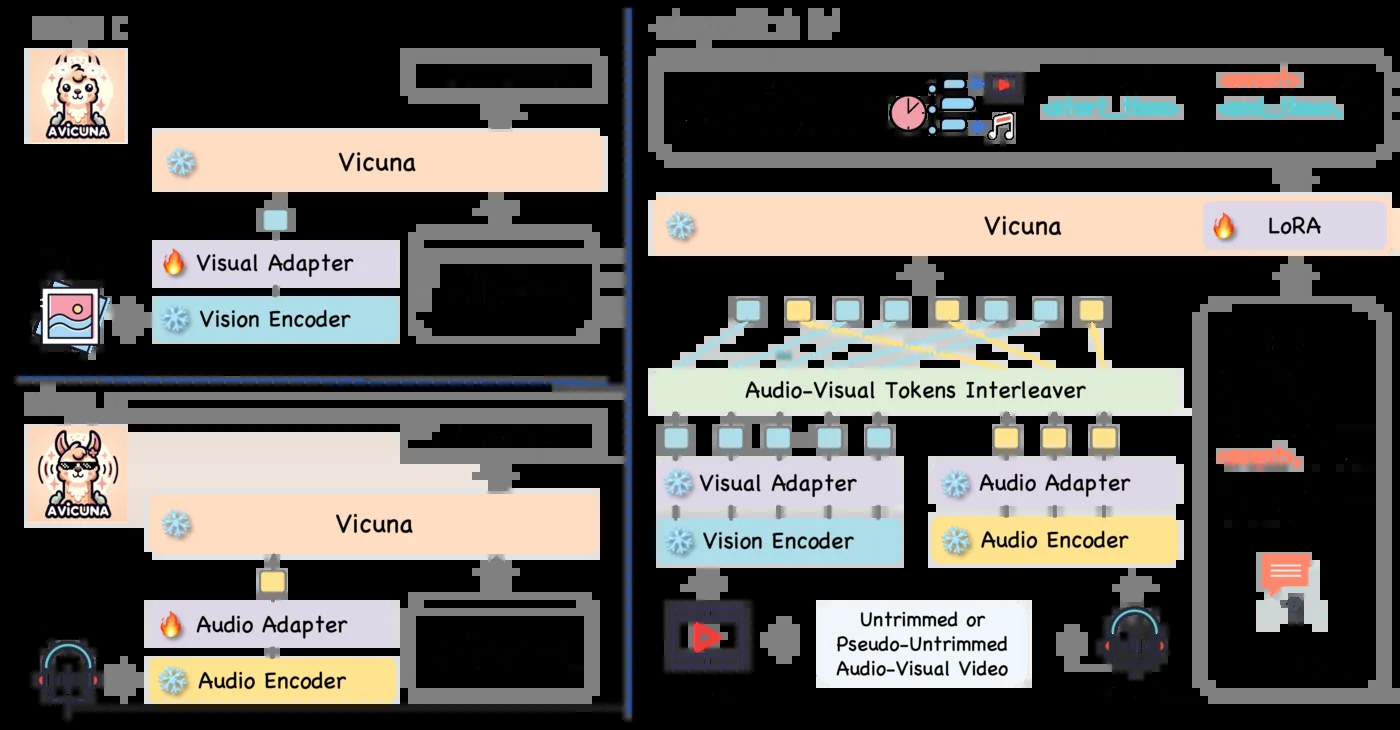 AVICUNA
Vicuna
Visual Adapter
Vision Encoder
AVICUNA
Vicuna
Audio Adapter
Audio Encoder
Vicuna
LoRA
Audio-Visual Tokens Interleaver
Visual Adapter
Audio Adapter
Vision Encoder
Audio Encoder
Untrimmed or
Pseudo-Untrimmed
Audio-Visual Video